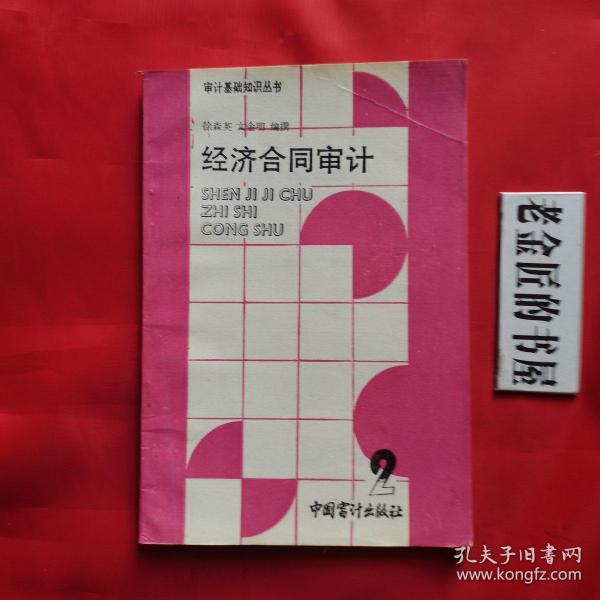 审计基础知识丛书
徐森英 文金明 编撰
经济合同审计
SHEN JI JI CHU
ZHI SHI
CONG SHU
2
中国审计出版社
老金匠的书屋
孔夫子旧书网
www.kongfz.com